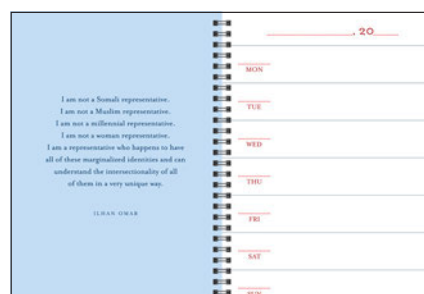 I am not a Somali representative.
I am not a Muslim representative.
I am not a millennial representative.
I am not a woman representative.
I am a representative who happens to have
all of these marginalized identities and can
understand the intersectionality of all
of them in a very unique way.
ILHAN OMAR
, 20
MON
TUE
WED
THU
FRI
SAT
SUN